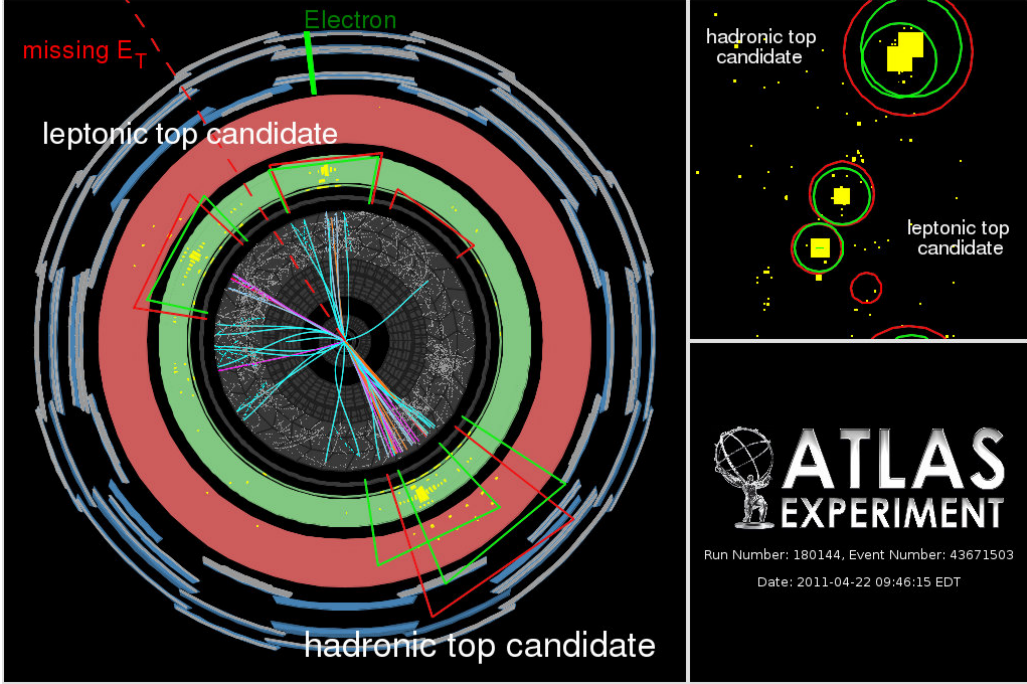 Electron
missing E_T
leptonic top candidate
hadronic top candidate
hadronic top
candidate
leptonic top
candidate
ATLAS
EXPERIMENT
Run Number: 180144, Event Number: 43671503
Date: 2011-04-22 09:46:15 EDT